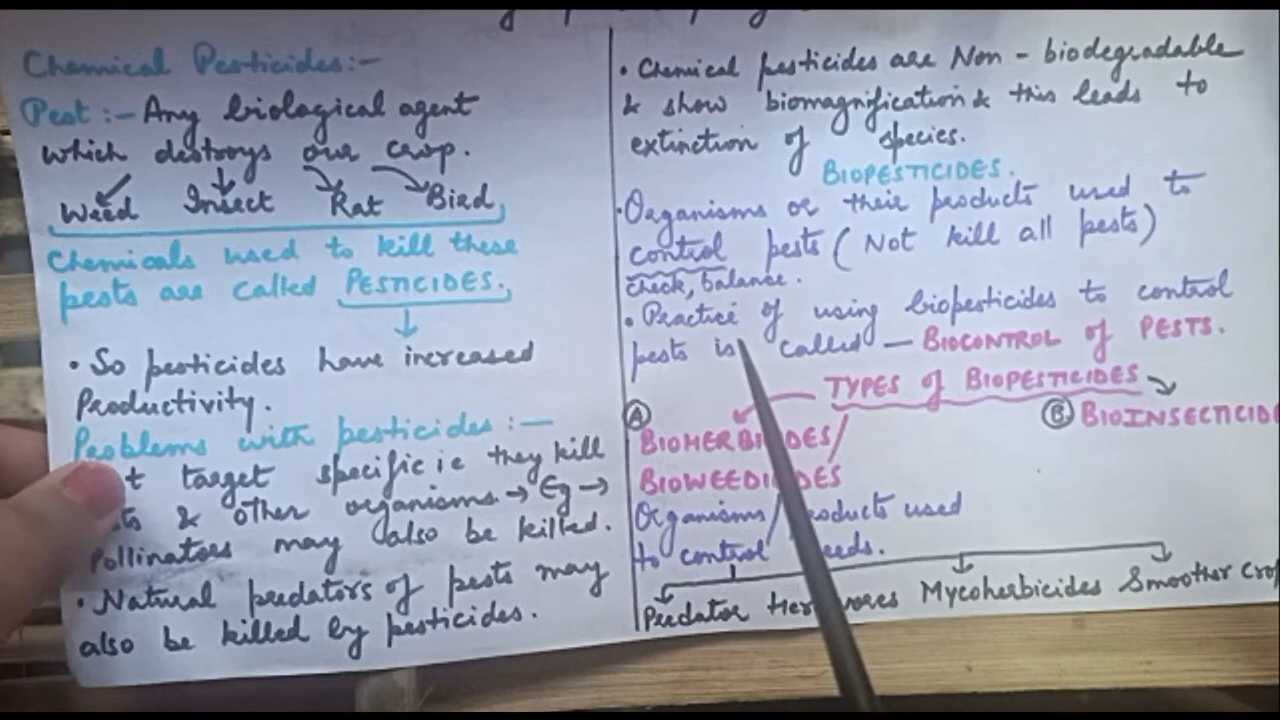 Chemical Pesticides:-
Pest:- Any biological agent
which destroys our crop.
Weed Insect Rat Bird
Chemicals used to kill these
pests are called PESTICIDES.
• So pesticides have increased
Productivity.
Problems with pesticides:-
target specific ie they kill
& other organisms → Eg →
Pollinators may also be killed.
• Natural predators of pests may
also be killed by pesticides.
• Chemical pesticides are Non-biodegradable
& show biomagnification & this leads to
extinction of species.
BIOPESTICIDES.
• Organisms or their products used to
control pests (Not kill all pests)
check, balance.
• Practice of using biopesticides to control
pests is called — BIOCONTROL of PESTS.
TYPES of BIOPESTICIDES
Ⓐ Ⓑ BIOINSECTICIDE
BIOHERBICIDES/
BIOWEEDICIDES
Organisms/Products used
to control weeds.
Predator Herbivores Mycoherbicides Smoother Crop